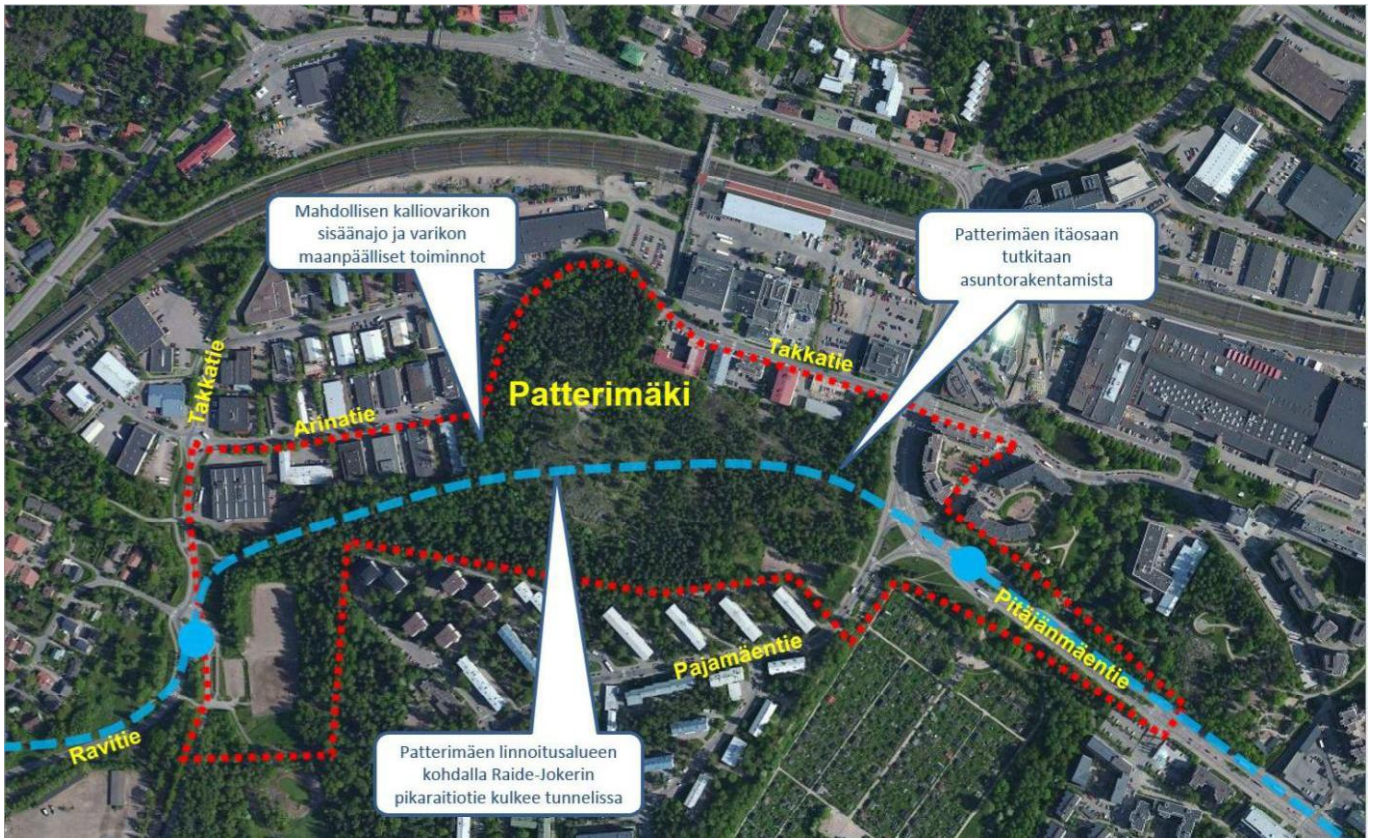 Mahdollisen kalliovarikon
sisäänajo ja varikon
maanpäälliset toiminnot
Patterimäen itäosaan
tutkitaan
asuntorakentamista
Takkatie
Takkatie
Patterimäki
Arinatie
Pitäjänmäentie
Pajamäentie
Ravitie
Patterimäen linnoitusalueen
kohdalla Raide-Jokerin
pikaraitiotie kulkee tunnelissa